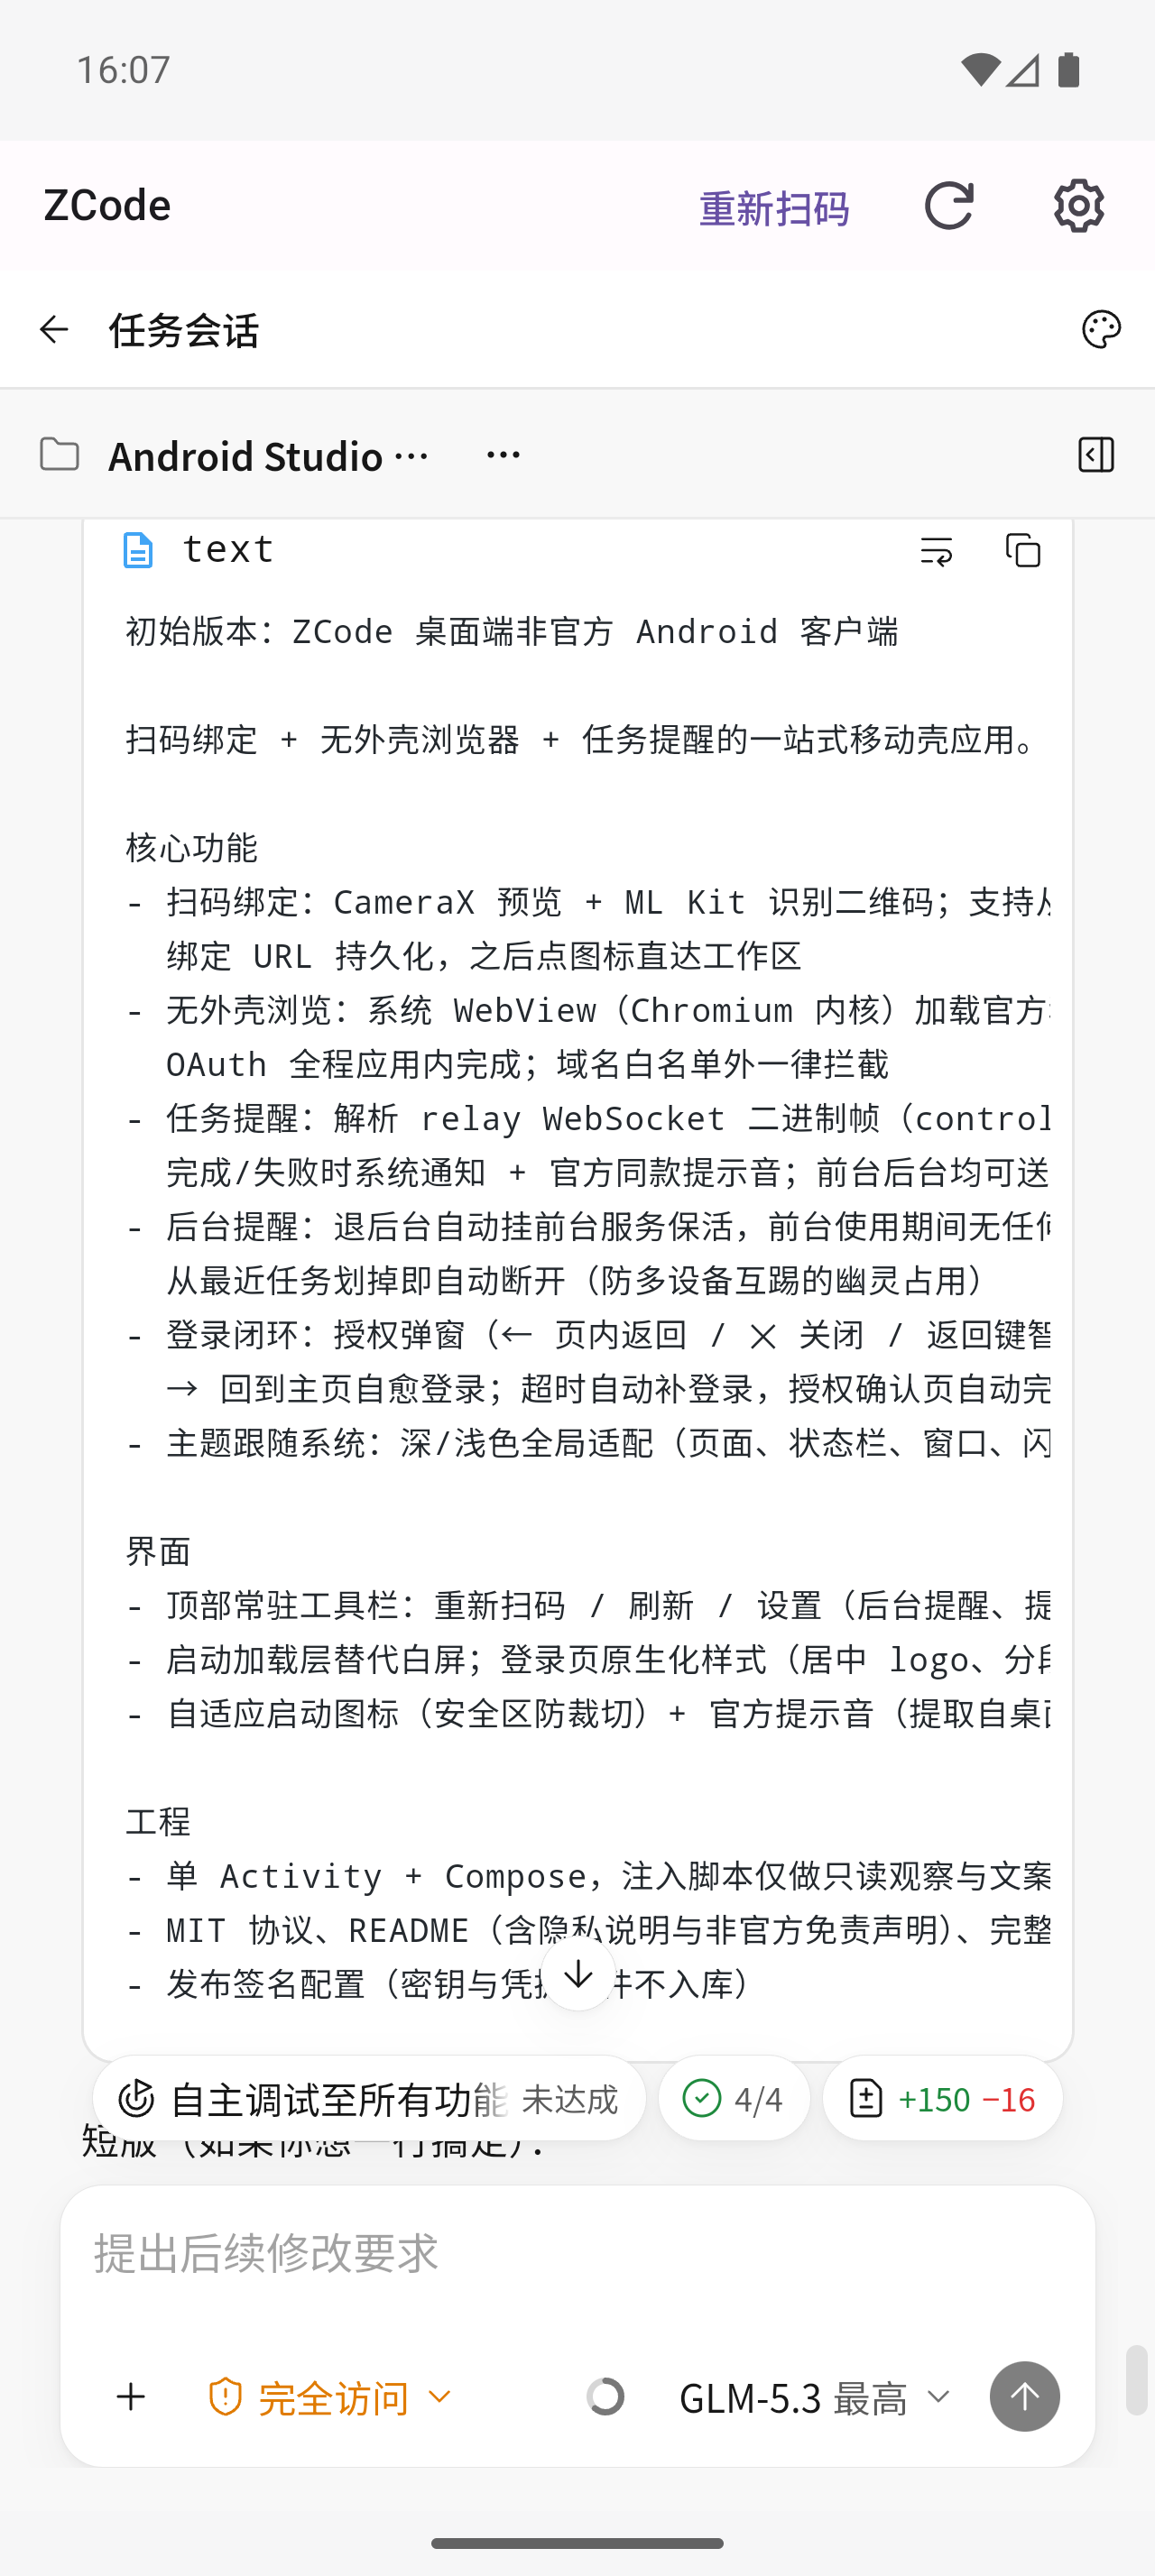 16:07
ZCode 重新扫码
任务会话
Android Studio ··· ···
text
初始版本：ZCode 桌面端非官方 Android 客户端
扫码绑定 + 无外壳浏览器 + 任务提醒的一站式移动壳应用。
核心功能
- 扫码绑定：CameraX 预览 + ML Kit 识别二维码；支持从
绑定 URL 持久化，之后点图标直达工作区
- 无外壳浏览：系统 WebView（Chromium 内核）加载官方
OAuth 全程应用内完成；域名白名单外一律拦截
- 任务提醒：解析 relay WebSocket 二进制帧（control
完成/失败时系统通知 + 官方同款提示音；前台后台均可送
- 后台提醒：退后台自动挂前台服务保活，前台使用期间无任何
从最近任务划掉即自动断开（防多设备互踢的幽灵占用）
- 登录闭环：授权弹窗（← 页内返回 / ✕ 关闭 / 返回键智
→ 回到主页自愈登录；超时自动补登录，授权确认页自动完
- 主题跟随系统：深/浅色全局适配（页面、状态栏、窗口、闪
界面
- 顶部常驻工具栏：重新扫码 / 刷新 / 设置（后台提醒、提
- 启动加载层替代白屏；登录页原生化样式（居中 logo、分段
- 自适应启动图标（安全区防裁切）+ 官方提示音（提取自桌面
工程
- 单 Activity + Compose，注入脚本仅做只读观察与文案
- MIT 协议、README（含隐私说明与非官方免责声明）、完整
- 发布签名配置（密钥与凭据 件不入库）
自主调试至所有功能 未达成 4/4 +150 −16
短版（如果你想一行搞定）：
提出后续修改要求
完全访问 GLM-5.3 最高